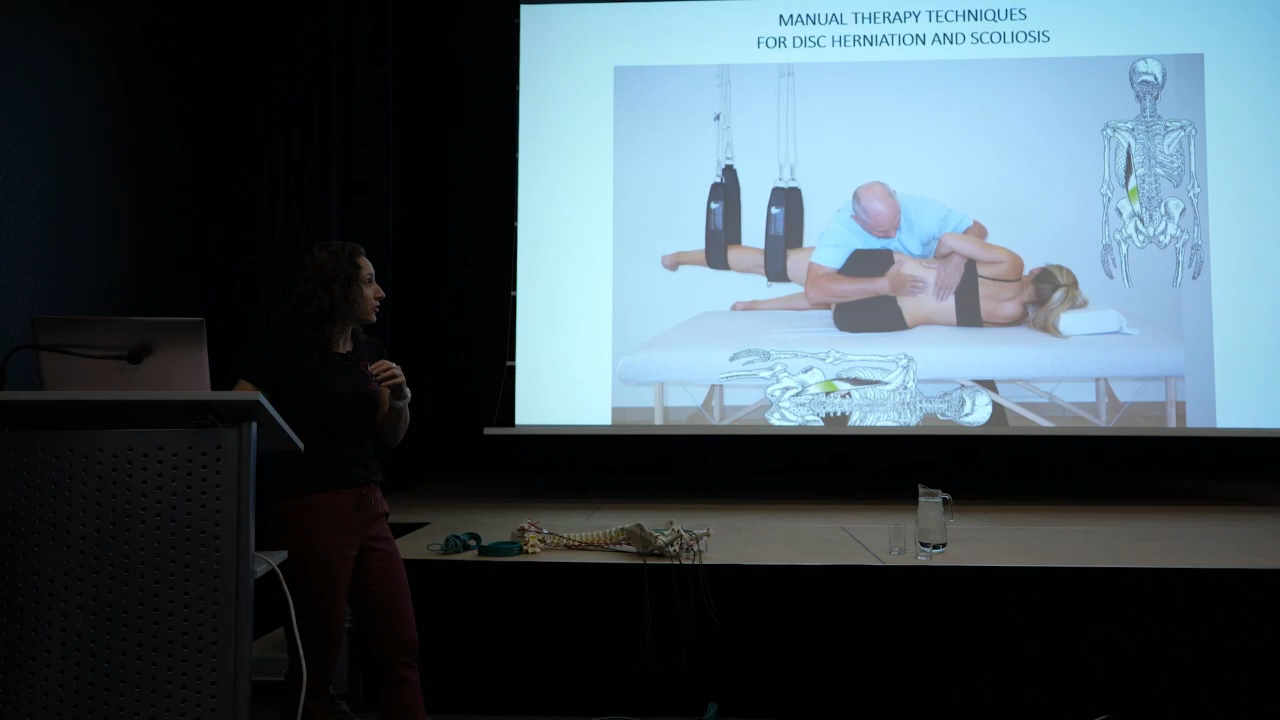 MANUAL THERAPY TECHNIQUES
FOR DISC HERNIATION AND SCOLIOSIS